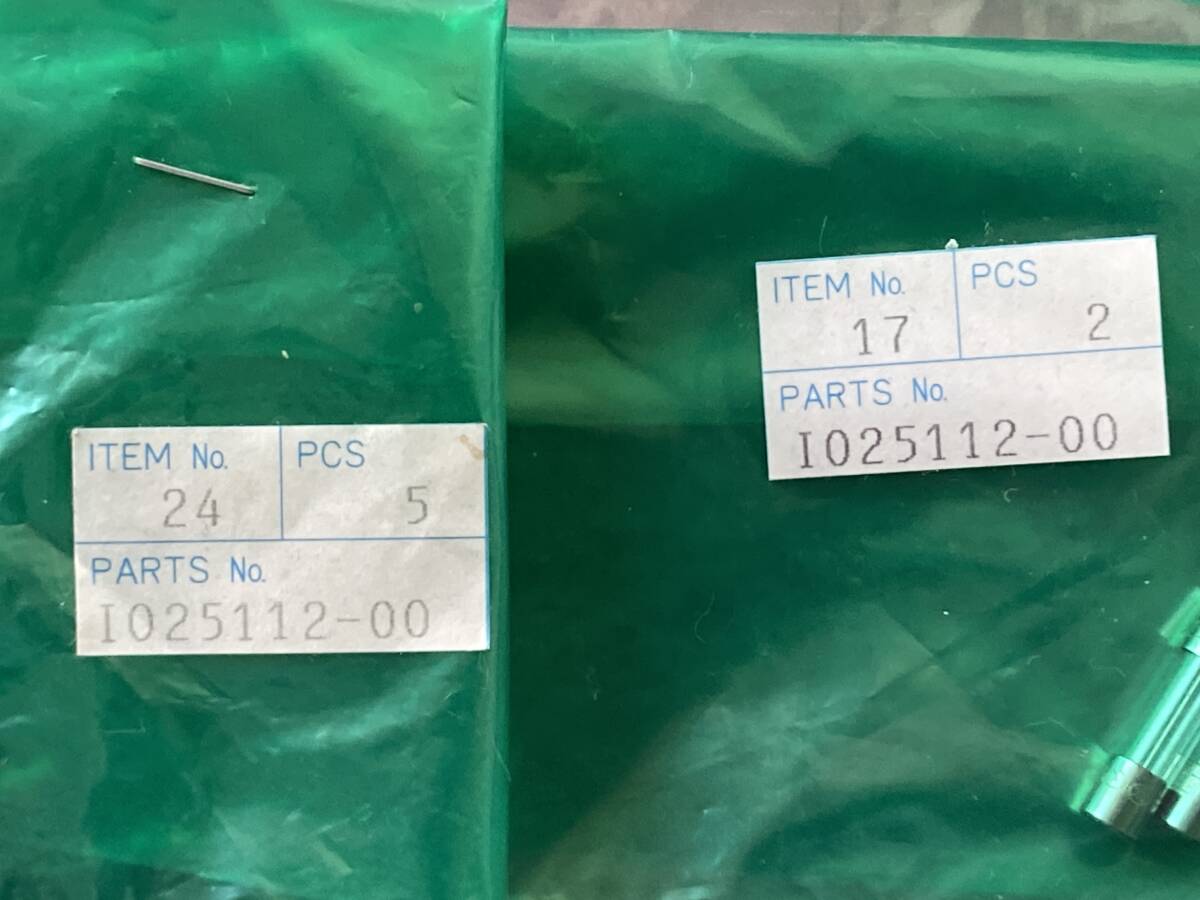 ITEM No. PCS
24 5
PARTS No.
I025112-00
ITEM No. PCS
17 2
PARTS No.
I025112-00